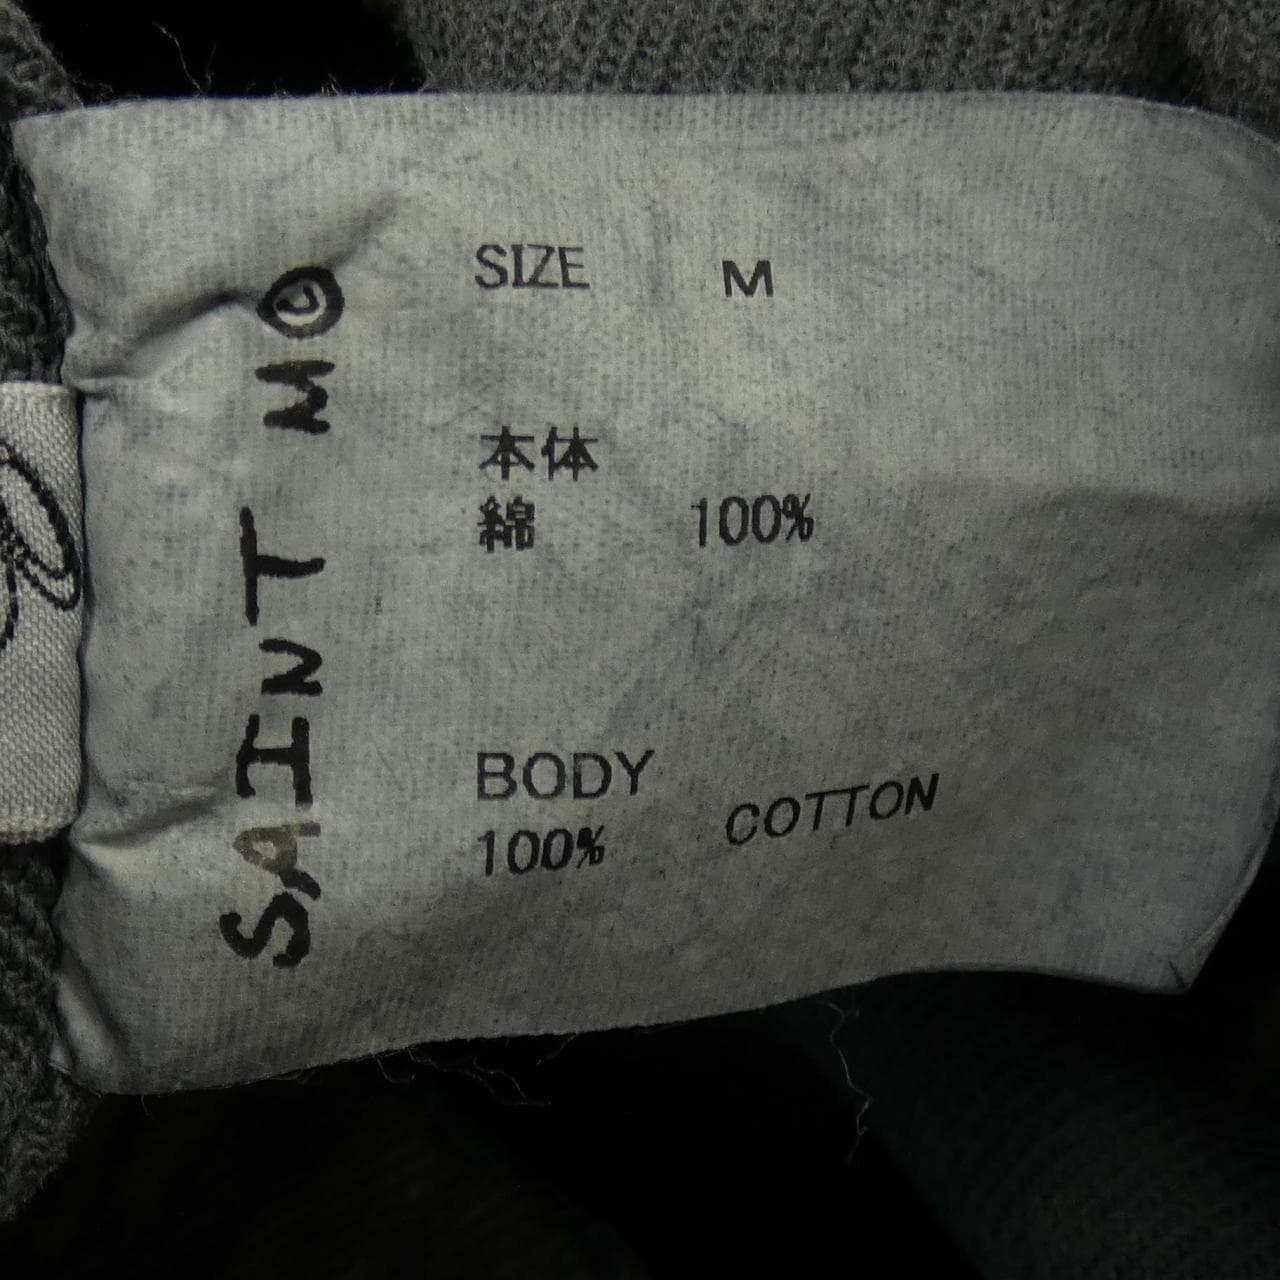 SAINT M
SIZE M
本体
綿 100%
BODY
100% COTTON